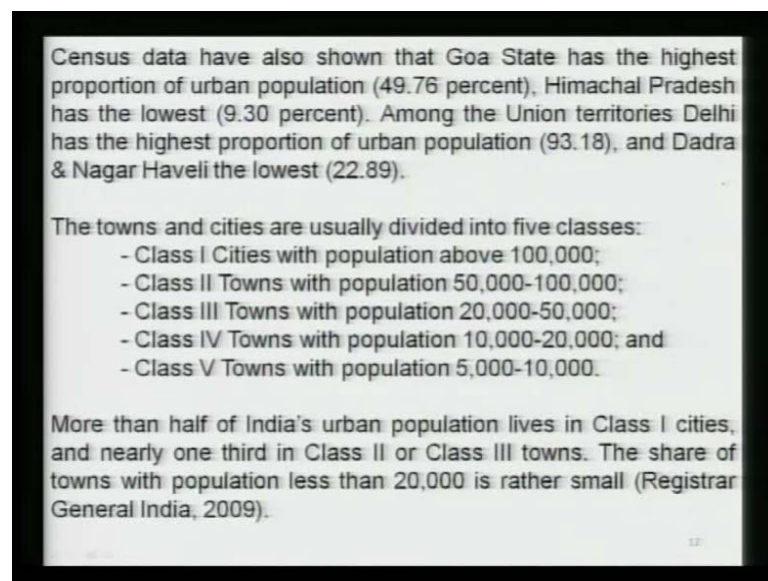 Census data have also shown that Goa State has the highest
proportion of urban population (49.76 percent), Himachal Pradesh
has the lowest (9.30 percent). Among the Union territories Delhi
has the highest proportion of urban population (93.18), and Dadra
& Nagar Haveli the lowest (22.89).
The towns and cities are usually divided into five classes:
- Class I Cities with population above 100,000;
- Class II Towns with population 50,000-100,000;
- Class III Towns with population 20,000-50,000;
- Class IV Towns with population 10,000-20,000; and
- Class V Towns with population 5,000-10,000.
More than half of India's urban population lives in Class I cities,
and nearly one third in Class II or Class III towns. The share of
towns with population less than 20,000 is rather small (Registrar
General India, 2009).
12